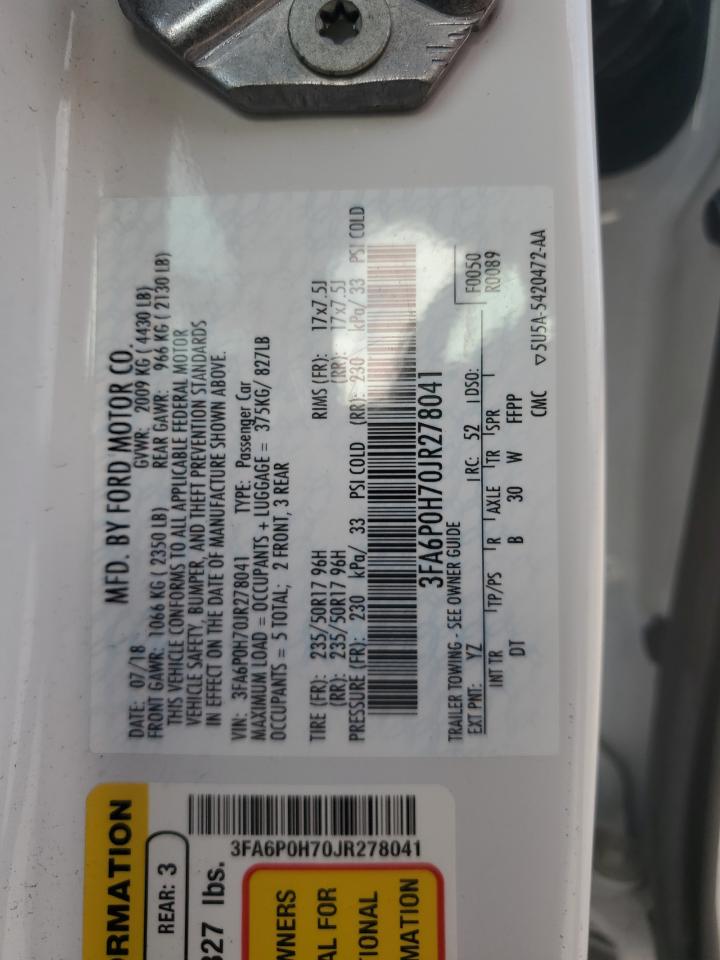 MFD. BY FORD MOTOR CO.
DATE: 07/18 GVWR: 2009 KG ( 4430 LB)
FRONT GAWR: 1066 KG ( 2350 LB) REAR GAWR: 966 KG ( 2130 LB)
THIS VEHICLE CONFORMS TO ALL APPLICABLE FEDERAL MOTOR
VEHICLE SAFETY, BUMPER, AND THEFT PREVENTION STANDARDS
IN EFFECT ON THE DATE OF MANUFACTURE SHOWN ABOVE.
VIN: 3FA6P0H70JR278041 TYPE: Passenger Car
MAXIMUM LOAD = OCCUPANTS + LUGGAGE = 375KG/ 827LB
OCCUPANTS = 5 TOTAL; 2 FRONT, 3 REAR
TIRE (FR): 235/50R17 96H RIMS (FR): 17x7.5J
(RR): 235/50R17 96H (RR): 17x7.5J
PRESSURE (FR): 230 kPa/ 33 PSI COLD (RR): 230 kPa/ 33 PSI COLD
3FA6P0H70JR278041
TRAILER TOWING - SEE OWNER GUIDE F0050
EXT PNT: YZ RC: 52 DSO: R0089
INT TR TP/PS R AXLE TR SPR
DT B 30 W FFPP
CMC ▽5U5A-5420472-AA
ORMATION
REAR: 3
827 lbs.
3FA6P0H70JR278041
WNERS
AL FOR
TIONAL
MATION